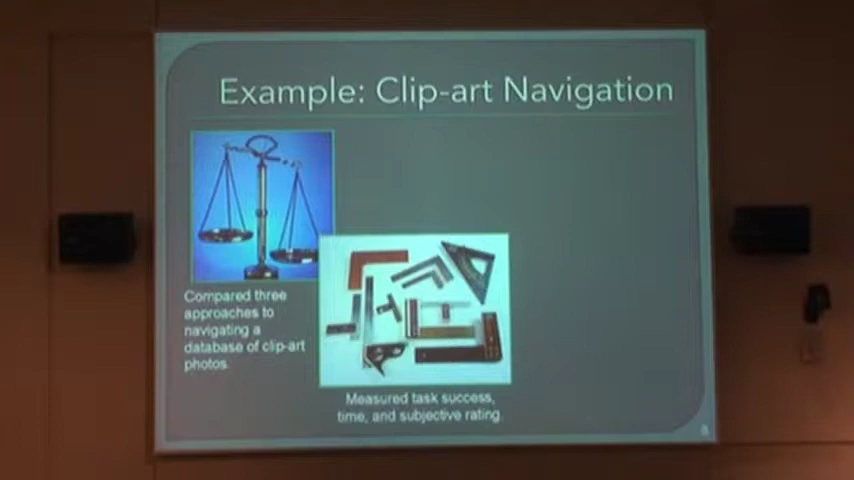 Example: Clip-art Navigation
Compared three
approaches to
navigating a
database of clip-art
photos.
Measured task success,
time, and subjective rating.